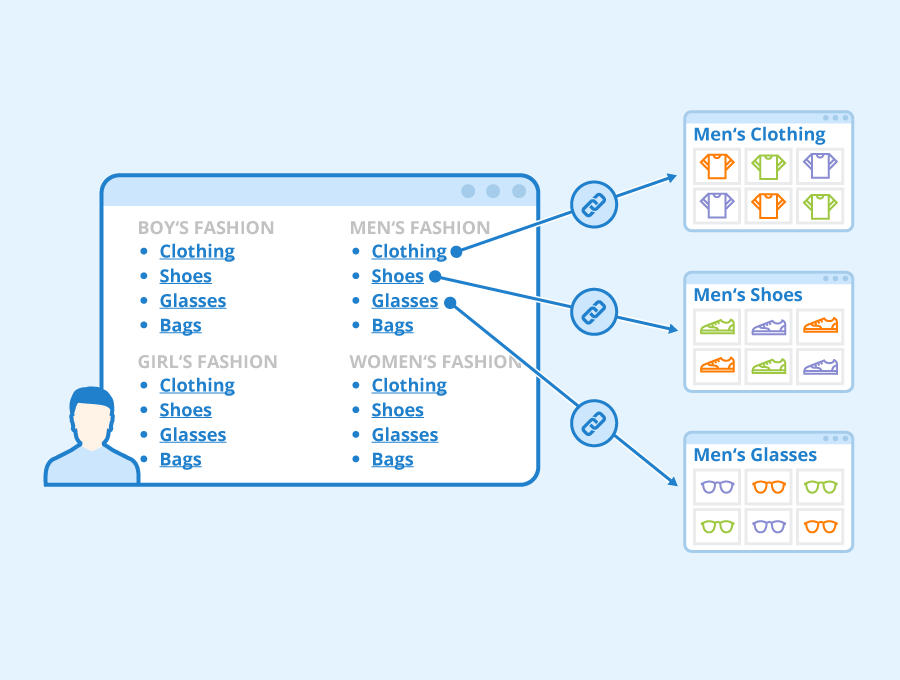 BOY‘S FASHION
• Clothing
• Shoes
• Glasses
• Bags
MEN‘S FASHION
• Clothing
• Shoes
• Glasses
• Bags
GIRL‘S FASHION
• Clothing
• Shoes
• Glasses
• Bags
WOMEN‘S FASHION
• Clothing
• Shoes
• Glasses
• Bags
Men‘s Clothing
Men‘s Shoes
Men‘s Glasses